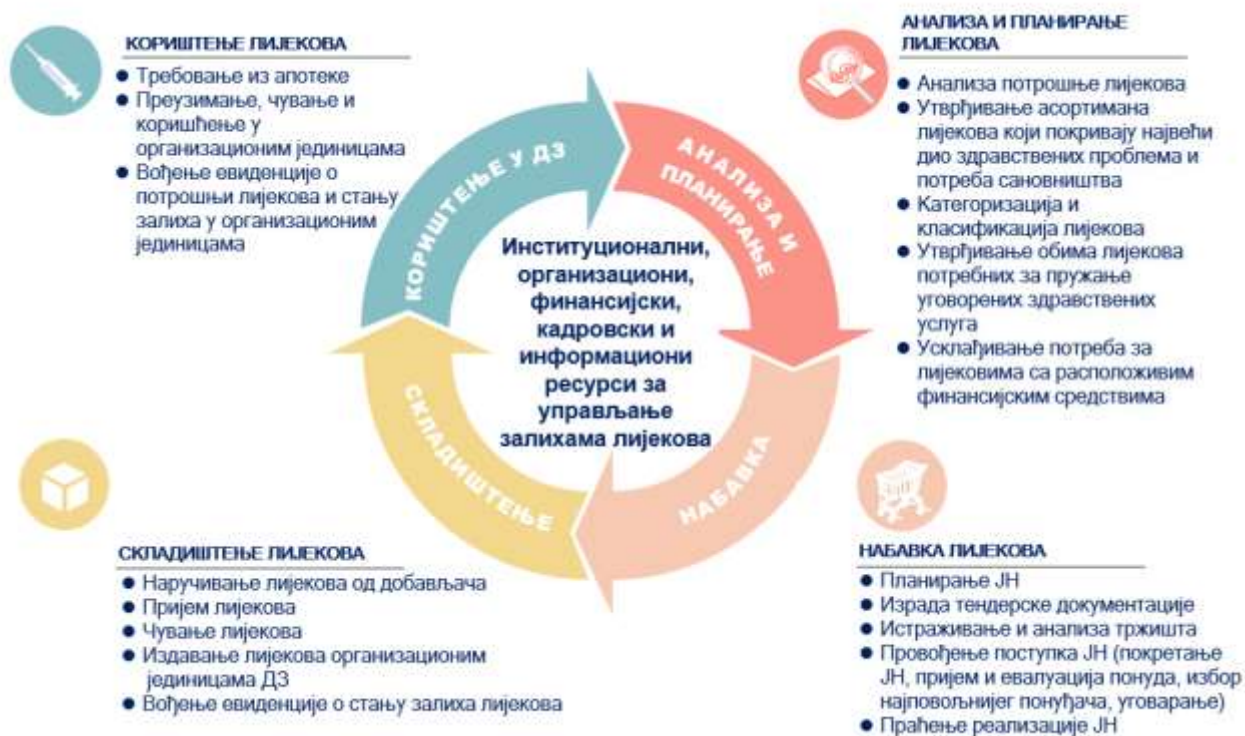 КОРИШТЕЊЕ ЛИЈЕКОВА
● Требовање из апотеке
● Преузимање, чување и
коришћење у
организационим јединицама
● Вођење евиденције о
потрошњи лијекова и стању
залиха у организационим
јединицама
АНАЛИЗА И ПЛАНИРАЊЕ
ЛИЈЕКОВА
● Анализа потрошње лијекова
● Утврђивање асортимана
лијекова који покривају највећи
дио здравствених проблема и
потреба сановништва
● Категоризација и
класификација лијекова
● Утврђивање обима лијекова
потребних за пружање
уговорених здравствених
услуга
● Усклађивање потреба за
лијековима са расположивим
финансијским средствима
КОРИШТЕЊЕ У ДЗ
АНАЛИЗА И
ПЛАНИРАЊЕ
Институционални,
организациони,
финансијски,
кадровски и
информациони
ресурси за
управљање
залихама лијекова
СКЛАДИШТЕЊЕ
НАБАВКА
СКЛАДИШТЕЊЕ ЛИЈЕКОВА
● Наручивање лијекова од добављача
● Пријем лијекова
● Чување лијекова
● Издавање лијекова организационим
јединицама ДЗ
● Вођење евиденције о стању залиха лијекова
НАБАВКА ЛИЈЕКОВА
● Планирање ЈН
● Израда тендерске документације
● Истраживање и анализа тржишта
● Провођење поступка ЈН (покретање
ЈН, пријем и евалуација понуда, избор
најповољнијег понуђача, уговарање)
● Праћење реализације ЈН